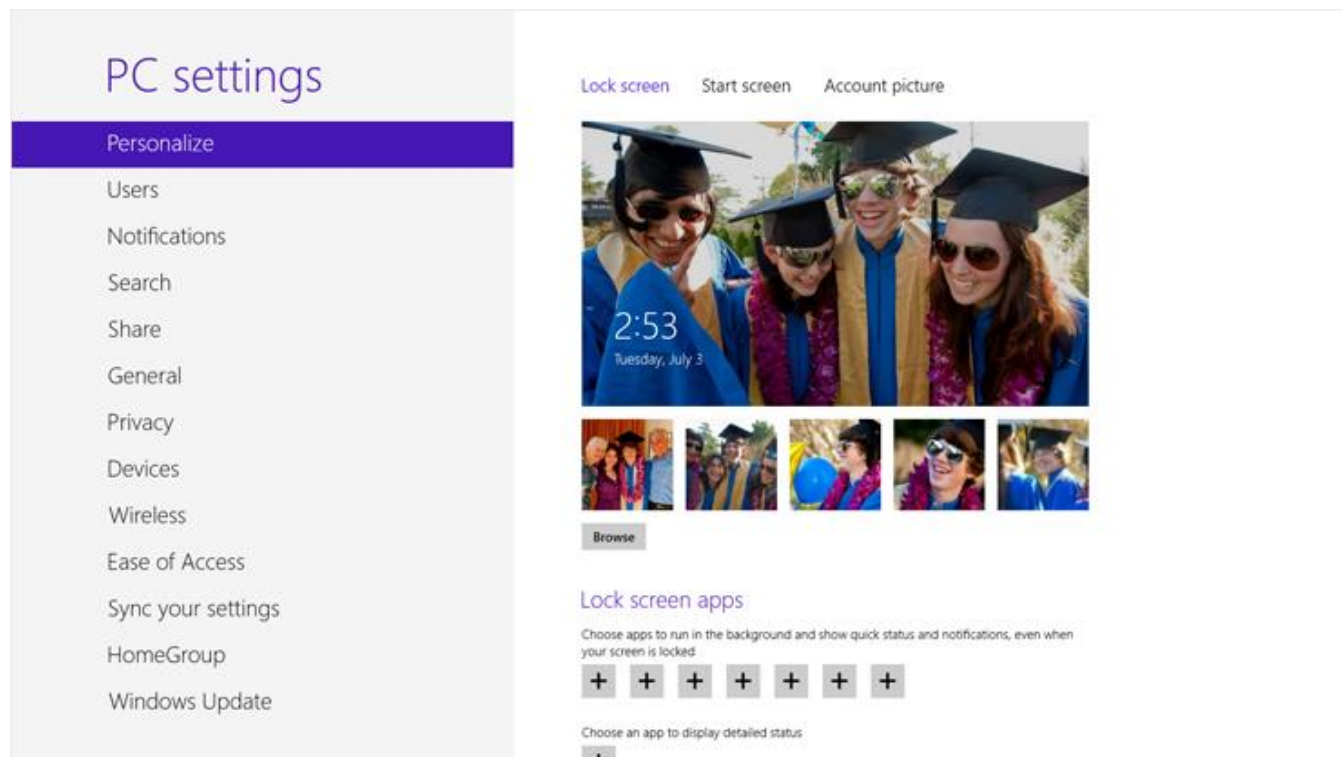 PC settings
Personalize
Users
Notifications
Search
Share
General
Privacy
Devices
Wireless
Ease of Access
Sync your settings
HomeGroup
Windows Update
Lock screen Start screen Account picture
2:53
Tuesday, July 3
Browse
Lock screen apps
Choose apps to run in the background and show quick status and notifications, even when
your screen is locked
+ + + + + + +
Choose an app to display detailed status
+